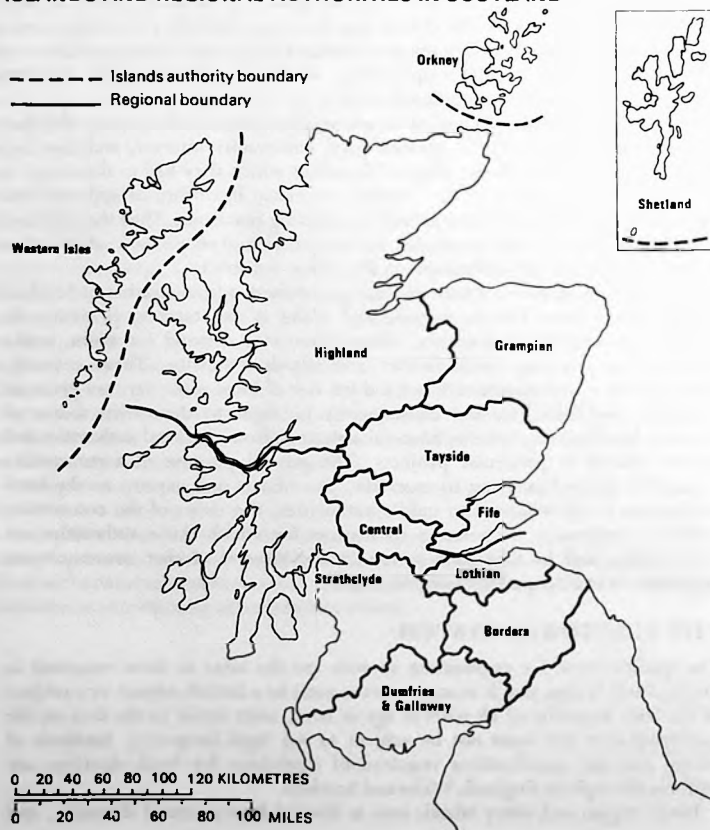 ISLANDS AND REGIONAL AUTHORITIES IN SCOTLAND
Orkney
Islands authority boundary
Regional boundary
Shetland
Western Isles
Highland
Grampian
Tayside
Fife
Central
Strathclyde
Lothian
Borders
Dumfries
& Galloway
0 20 40 60 80 100 120 KILOMETRES
0 20 40 60 80 100
MILES